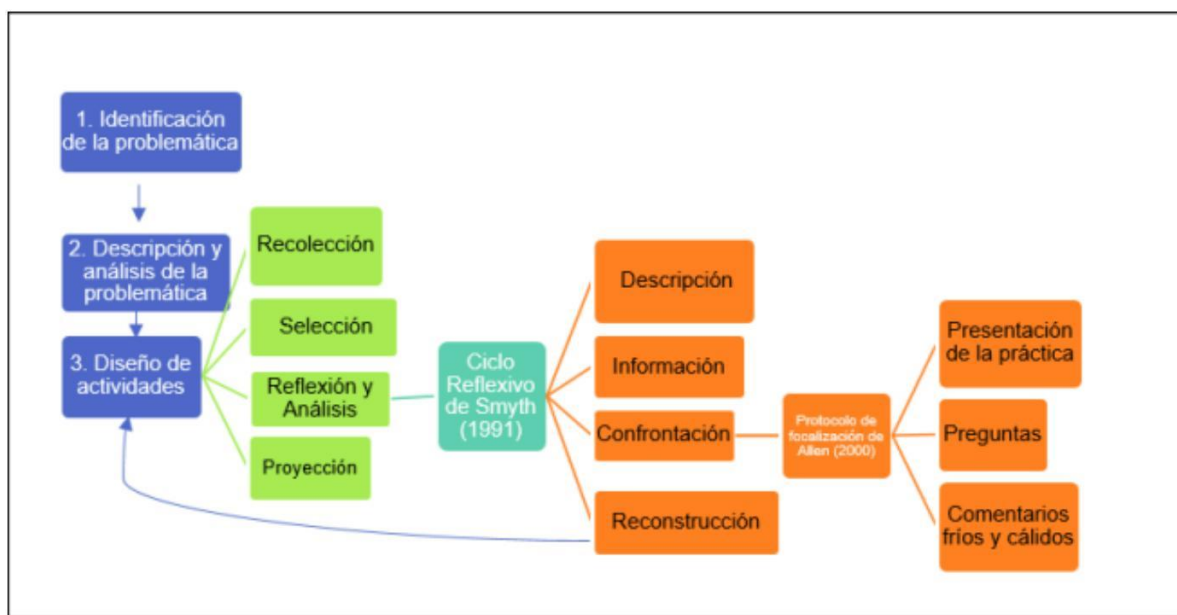 1. Identificación
de la problemática
2. Descripción y
análisis de la
problemática
3. Diseño de
actividades
Recolección
Selección
Reflexión y
Análisis
Proyección
Ciclo
Reflexivo
de Smyth
(1991)
Descripción
Información
Confrontación
Reconstrucción
Protocolo de
focalización de
Allen (2000)
Presentación
de la práctica
Preguntas
Comentarios
fríos y cálidos